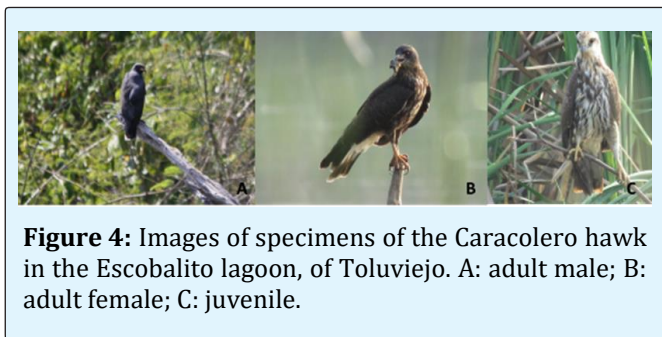 A B C
Figure 4: Images of specimens of the Caracolero hawk
in the Escobalito lagoon, of Toluviejo. A: adult male; B:
adult female; C: juvenile.